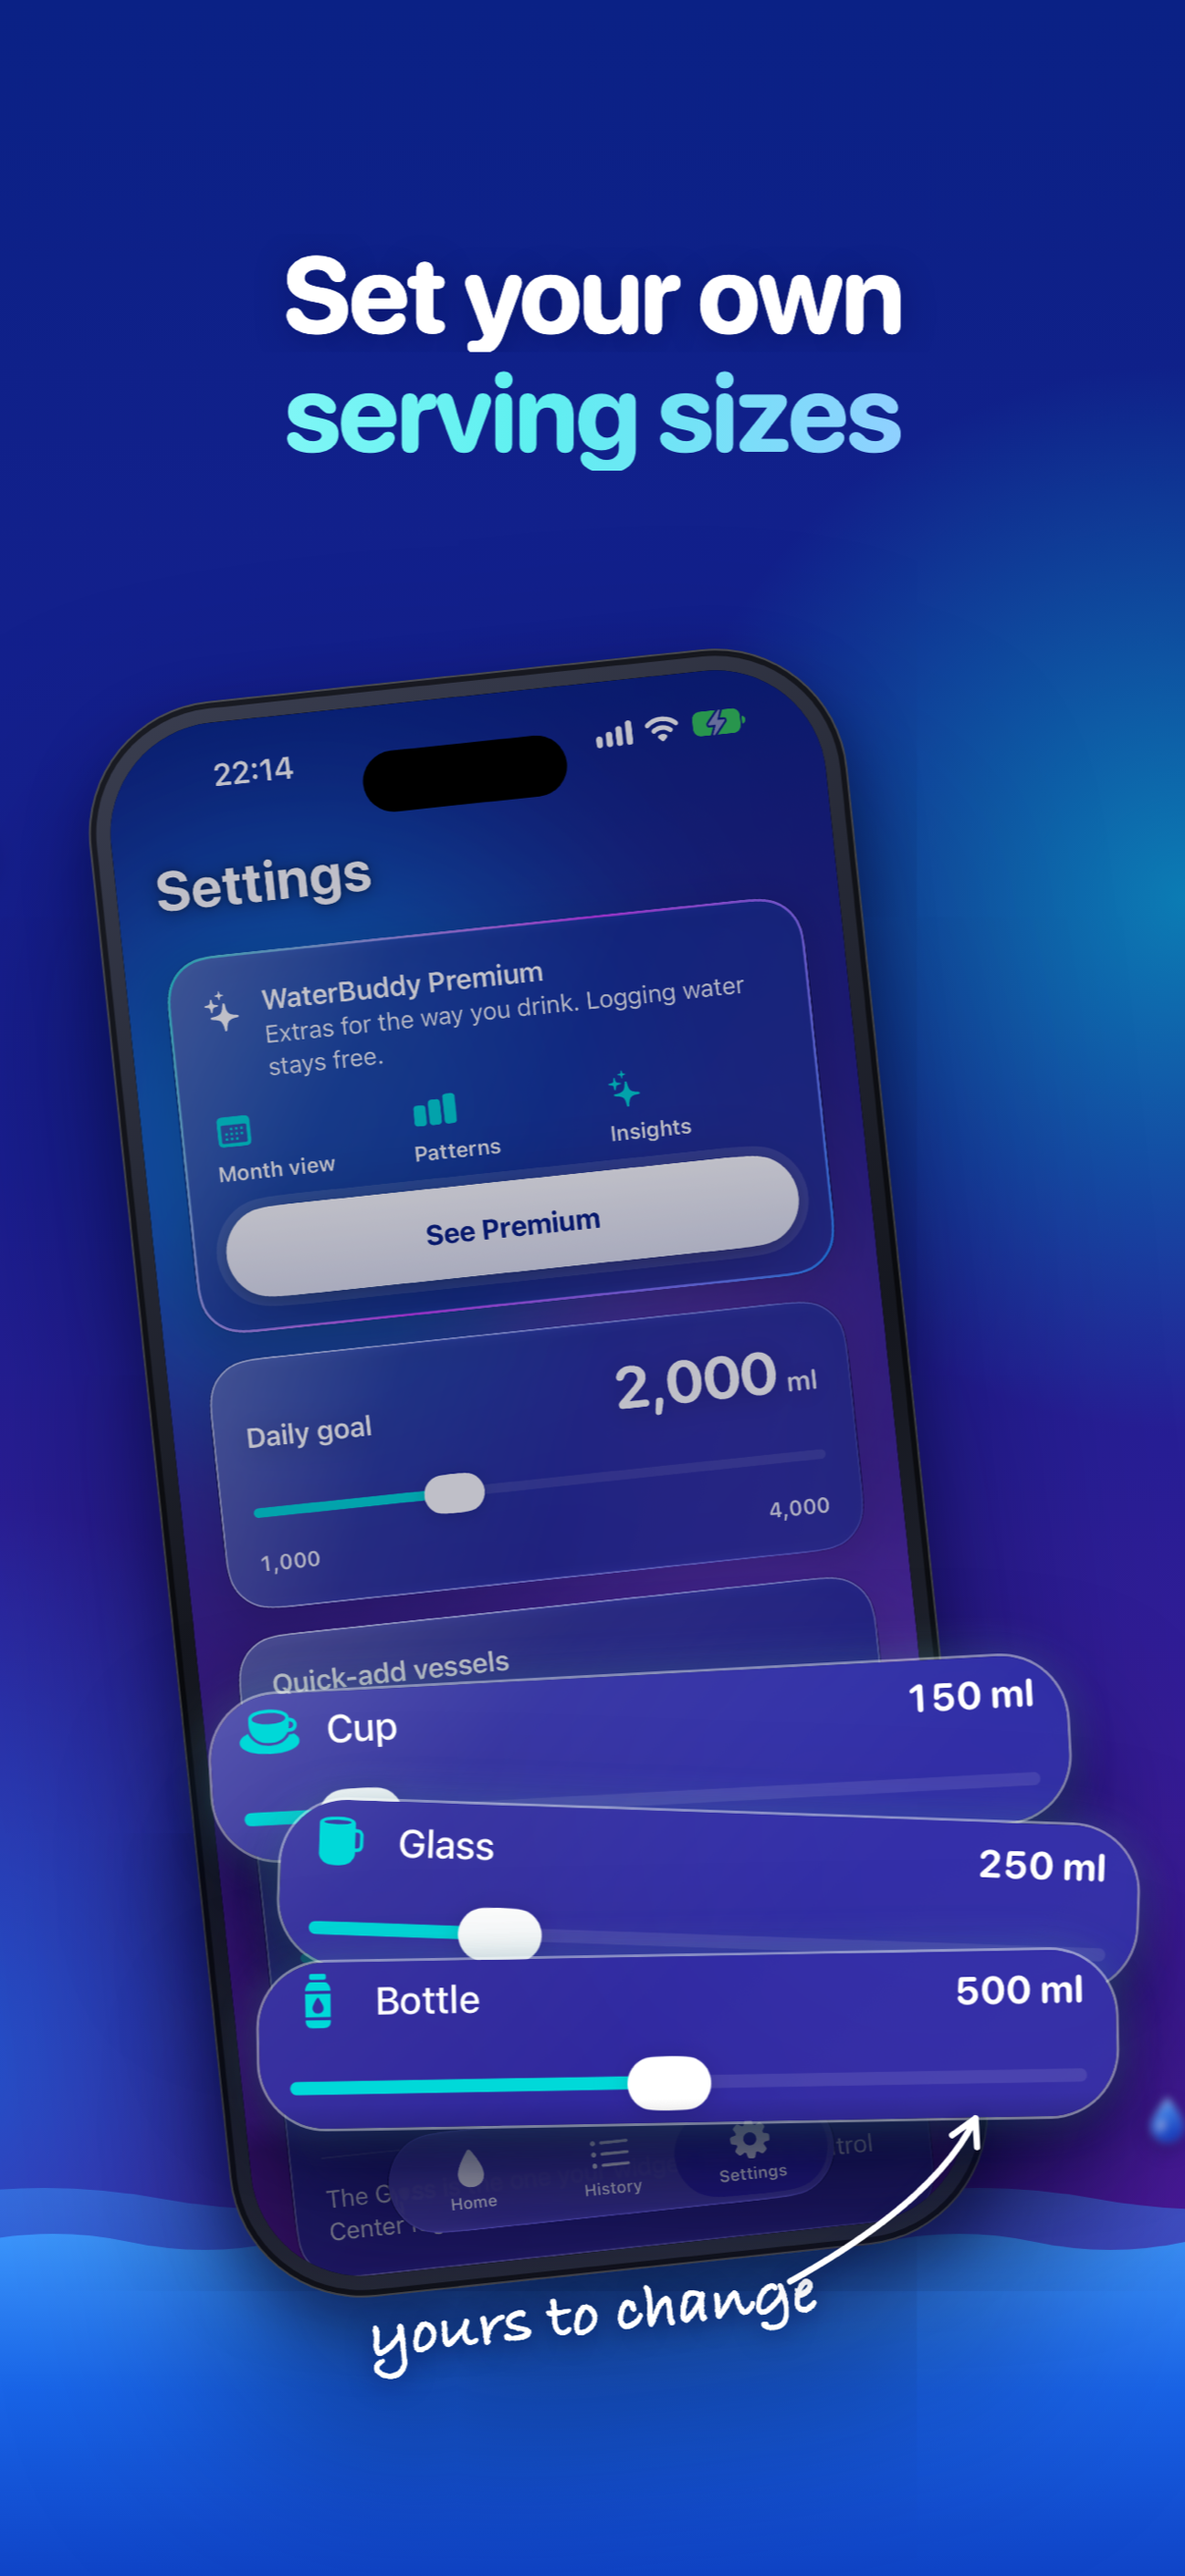 Set your own
serving sizes
22:14
Settings
WaterBuddy Premium
Extras for the way you drink. Logging water
stays free.
Month view
Patterns
Insights
See Premium
Daily goal
2,000 ml
1,000
4,000
Quick-add vessels
Cup
150 ml
Glass
250 ml
Bottle
500 ml
The
Center
Home
History
Settings
yours to change